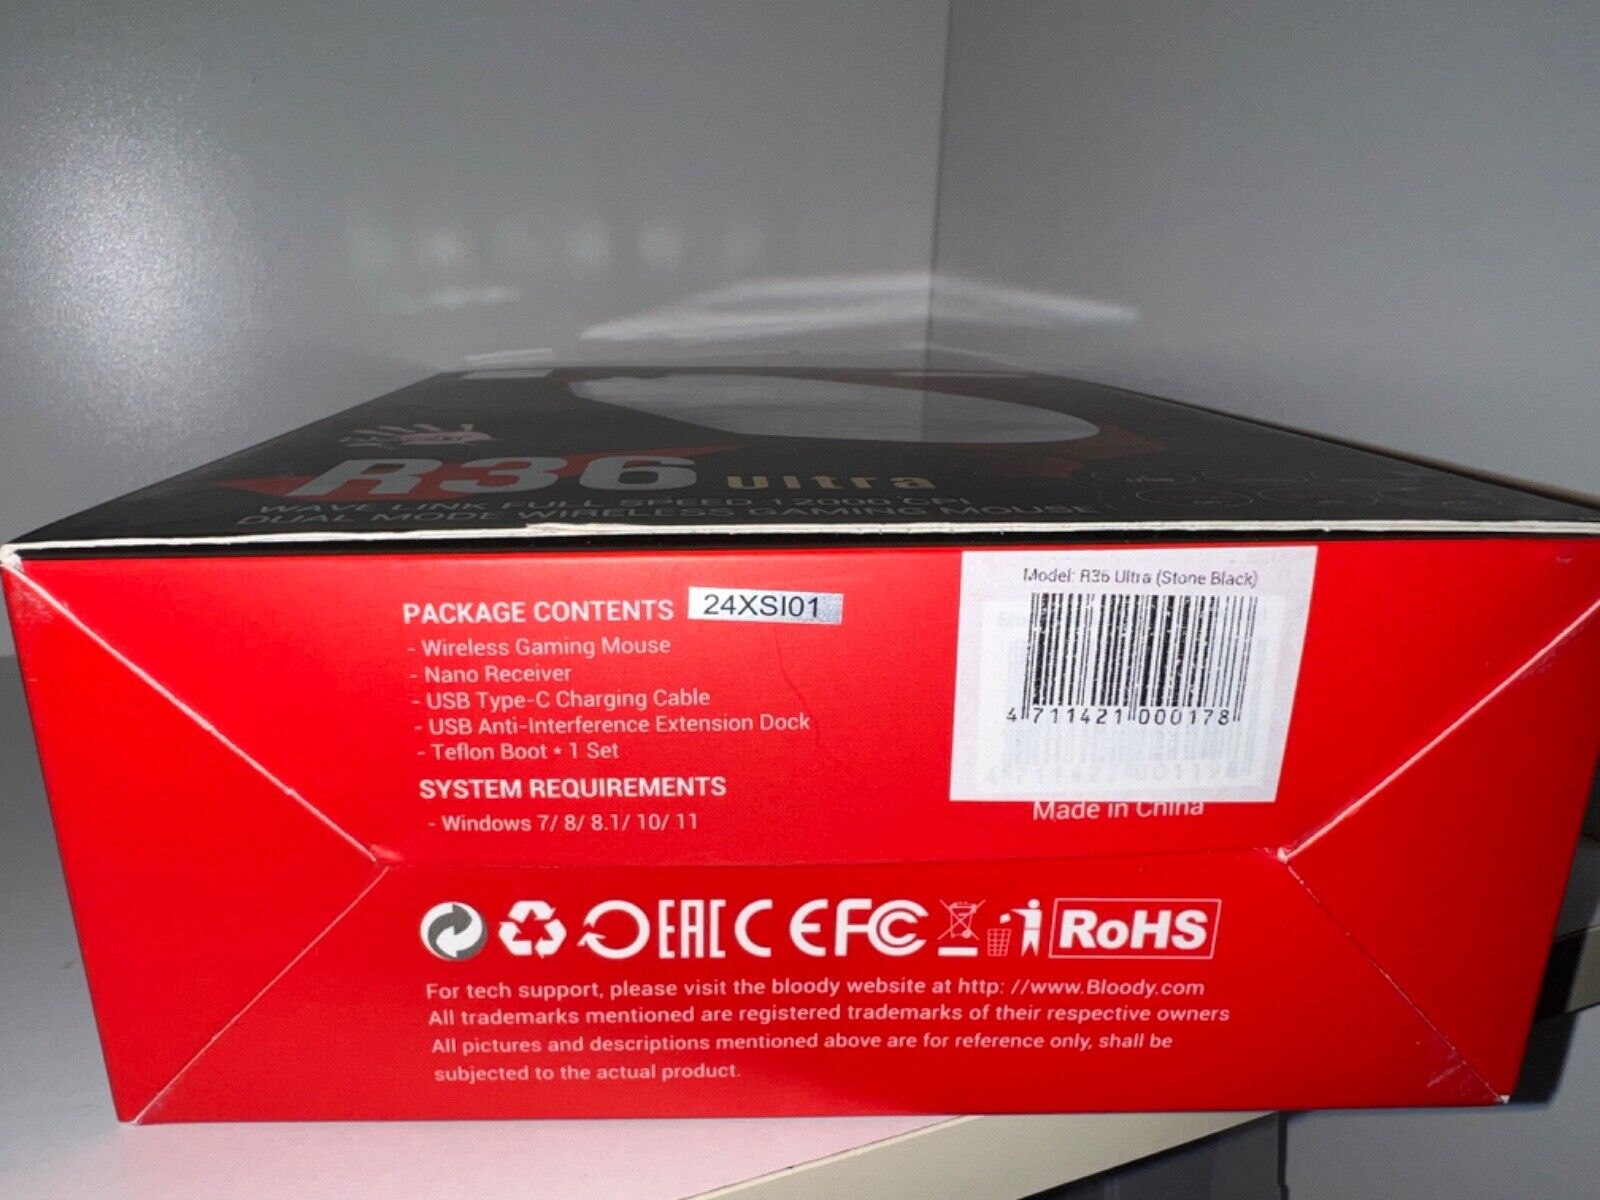 R36 ultra
WAVE LINK FULL SPEED 12000 CPI
DUAL MODE WIRELESS GAMING MOUSE
PACKAGE CONTENTS 24XSI01
- Wireless Gaming Mouse
- Nano Receiver
- USB Type-C Charging Cable
- USB Anti-Interference Extension Dock
- Teflon Boot * 1 Set
SYSTEM REQUIREMENTS
- Windows 7/ 8/ 8.1/ 10/ 11
Model: R36 Ultra (Stone Black)
4 711421 000178
Made in China
EAC CE FC RoHS
For tech support, please visit the bloody website at http: //www.Bloody.com
All trademarks mentioned are registered trademarks of their respective owners
All pictures and descriptions mentioned above are for reference only, shall be
subjected to the actual product.